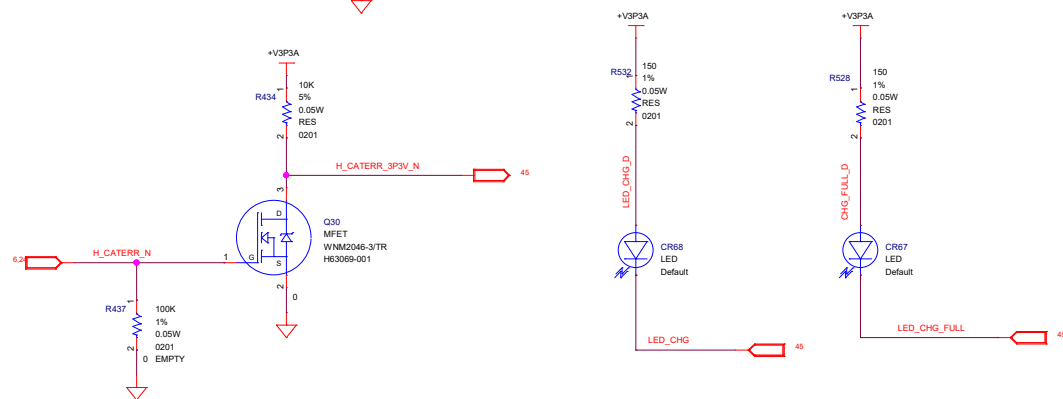 +V3P3A
R434
1
10K
5%
0.05W
RES
0201
2
H_CATERR_3P3V_N
45
3
D
G
S
Q30
MFET
WNM2046-3/TR
H63069-001
6,24
H_CATERR_N
1
2
0
R437
1
100K
1%
0.05W
0201
2
0
EMPTY
+V3P3A
R532
1
150
1%
0.05W
RES
0201
2
LED_CHG_D
CR68
LED
Default
LED_CHG
45
+V3P3A
R528
1
150
1%
0.05W
RES
0201
2
CHG_FULL_D
CR67
LED
Default
LED_CHG_FULL